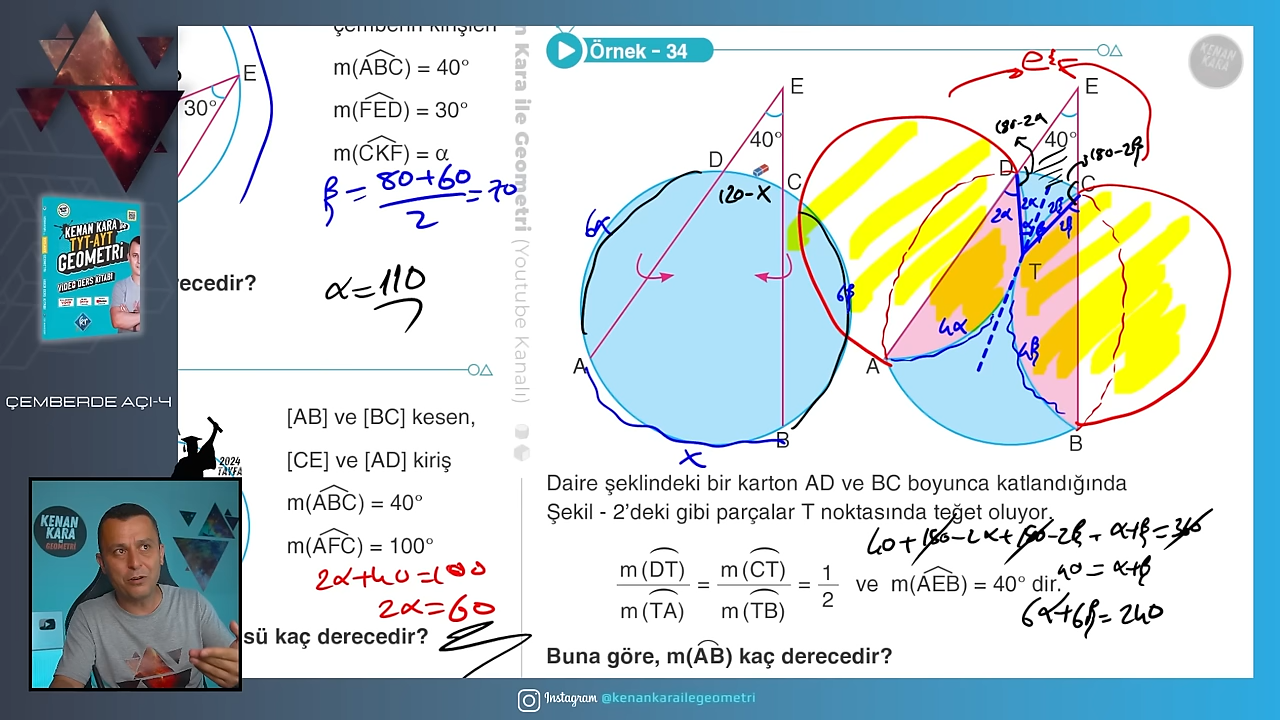 çemberin kirişleri
m(ABC) = 40°
m(FED) = 30°
m(CKF) = α
β = 80+60 / 2 = 70
α = 110
E
30°
recedir?
KENAN KARA
TYT-AYT
GEOMETRİ
VİDEO DERS KİTABI
ÇEMBERDE AÇI-4
2024
TAYFA
[AB] ve [BC] kesen,
[CE] ve [AD] kiriş
m(ABC) = 40°
m(AFC) = 100°
2α+40=100
2α=60
sü kaç derecedir?
KENAN
KARA
ile
GEOMETRİ
n Kara ile Geometri (Youtube Kanalı)
Örnek - 34
KENAN
KARA
E
40°
D
C
120-x
6α
6β
A
B
x
E
180-2α
40°
180-2β
D
C
2α
2α
2β
2β
T
4α
4β
A
B
Daire şeklindeki bir karton AD ve BC boyunca katlandığında
Şekil - 2'deki gibi parçalar T noktasında teğet oluyor.
40+180-2α+180-2β+α+β=360
40=α+β
6α+6β=240
m(DT) / m(TA) = m(CT) / m(TB) = 1 / 2 ve m(AEB) = 40° dir.
Buna göre, m(AB) kaç derecedir?
Instagram @kenankarailegeometri